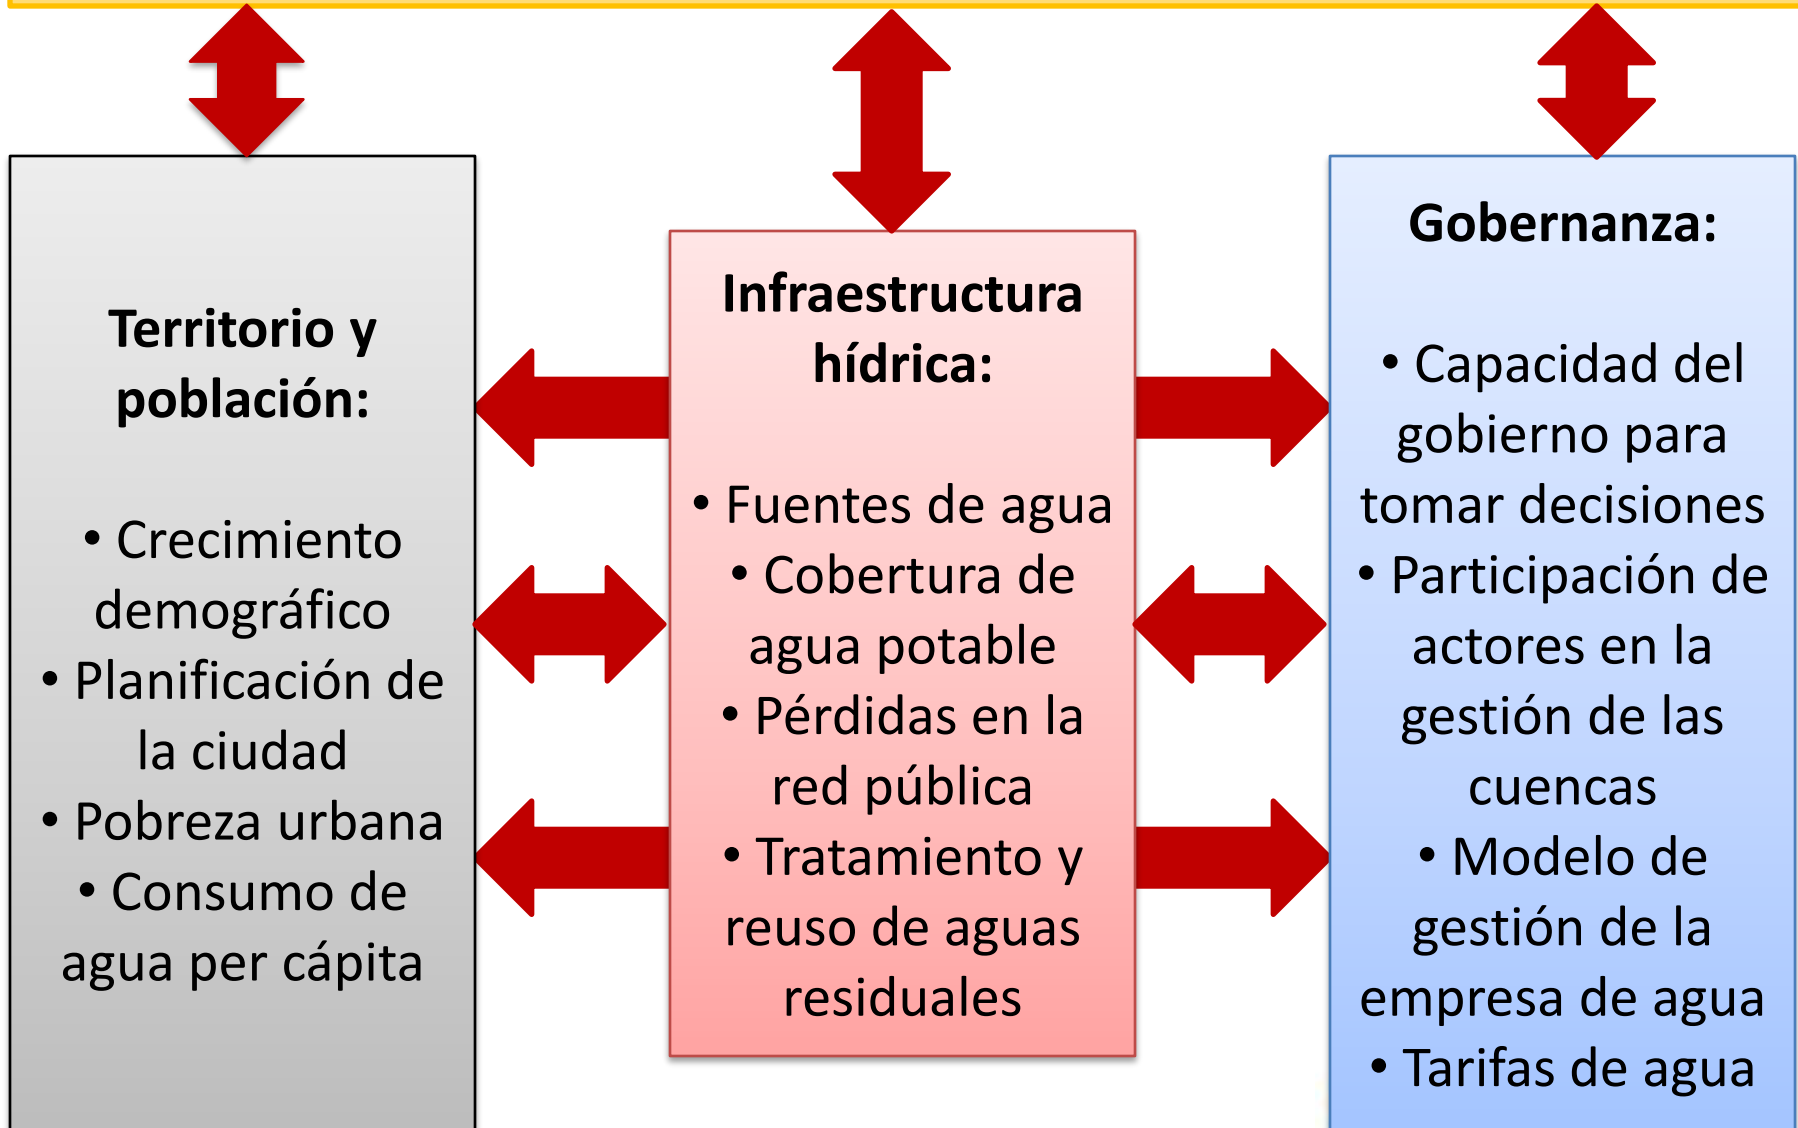 Territorio y
población:
• Crecimiento
demográfico
• Planificación de
la ciudad
• Pobreza urbana
• Consumo de
agua per cápita
Infraestructura
hídrica:
• Fuentes de agua
• Cobertura de
agua potable
• Pérdidas en la
red pública
• Tratamiento y
reuso de aguas
residuales
Gobernanza:
• Capacidad del
gobierno para
tomar decisiones
• Participación de
actores en la
gestión de las
cuencas
• Modelo de
gestión de la
empresa de agua
• Tarifas de agua